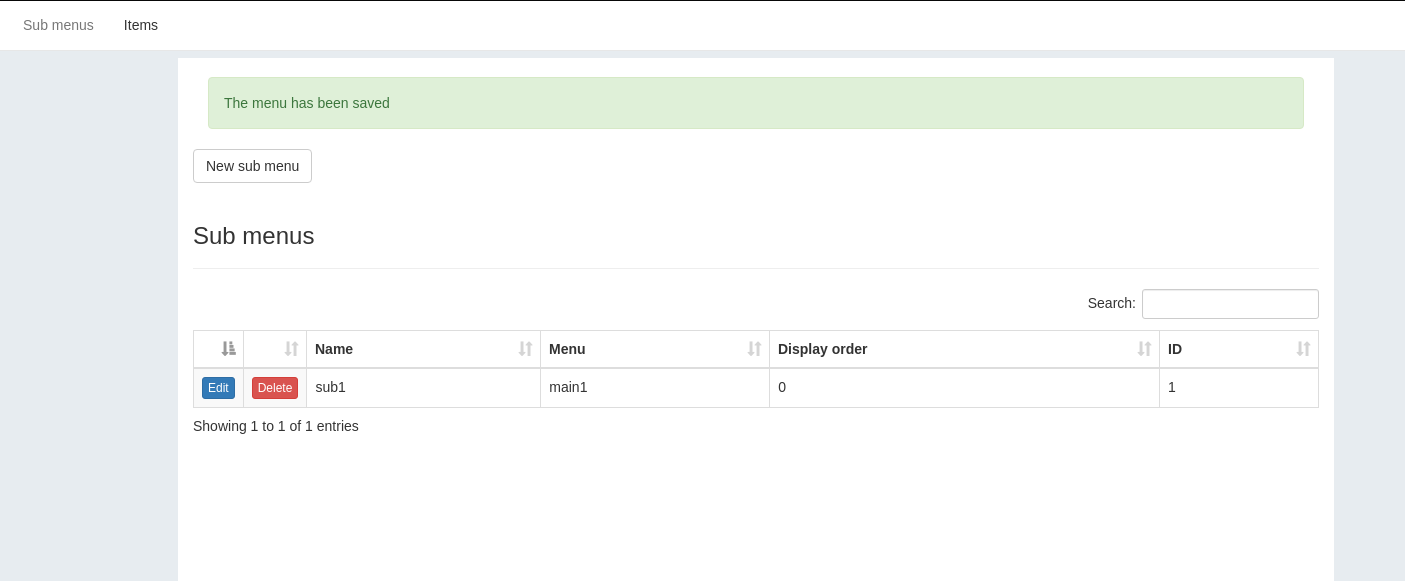 Sub menus Items
The menu has been saved
New sub menu
Sub menus
Search:
Name Menu Display order ID
Edit Delete sub1 main1 0 1
Showing 1 to 1 of 1 entries